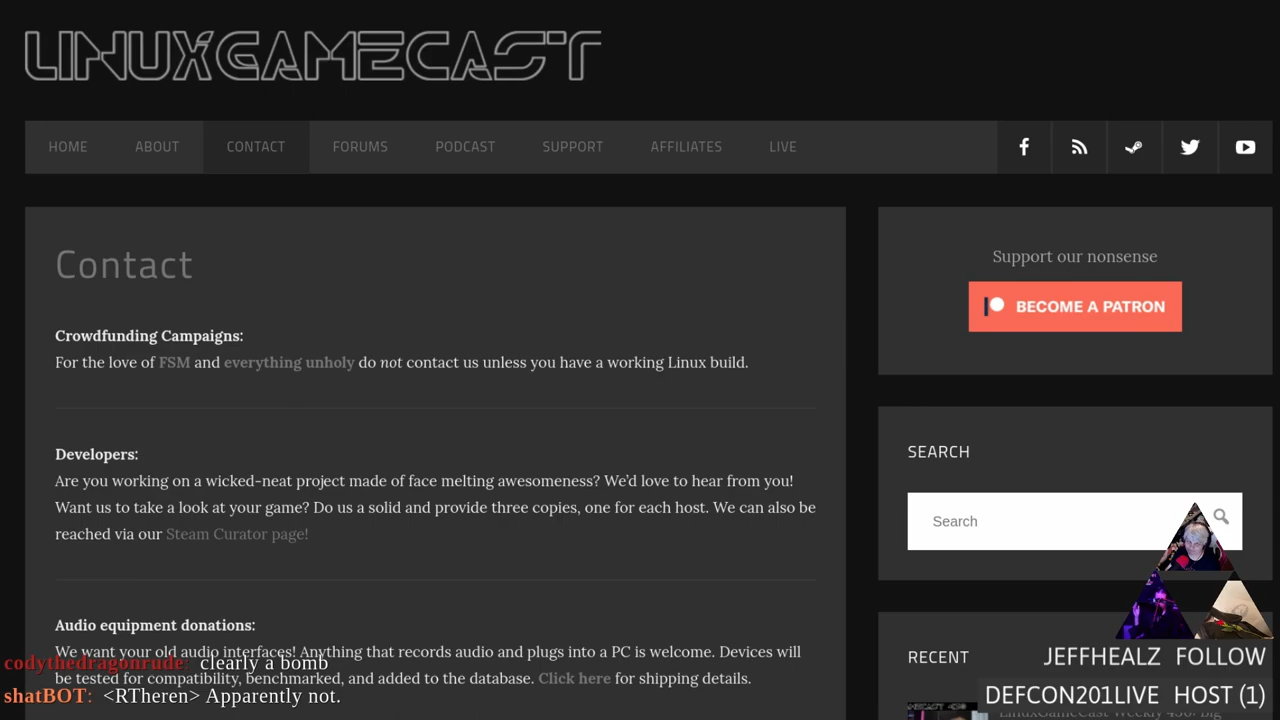 LINUXGAMECAST
HOME ABOUT CONTACT FORUMS PODCAST SUPPORT AFFILIATES LIVE
Contact
Crowdfunding Campaigns:
For the love of FSM and everything unholy do not contact us unless you have a working Linux build.
Developers:
Are you working on a wicked-neat project made of face melting awesomeness? We'd love to hear from you!
Want us to take a look at your game? Do us a solid and provide three copies, one for each host. We can also be
reached via our Steam Curator page!
Audio equipment donations:
We want your old audio interfaces! Anything that records audio and plugs into a PC is welcome. Devices will
be tested for compatibility, benchmarked, and added to the database. Click here for shipping details.
codythedragonrude: clearly a bomb
shatBOT: <RTheren> Apparently not.
Support our nonsense
BECOME A PATRON
SEARCH
Search
RECENT
JEFFHEALZ FOLLOW
DEFCON201LIVE HOST (1)
LinuxGameCast Weekly